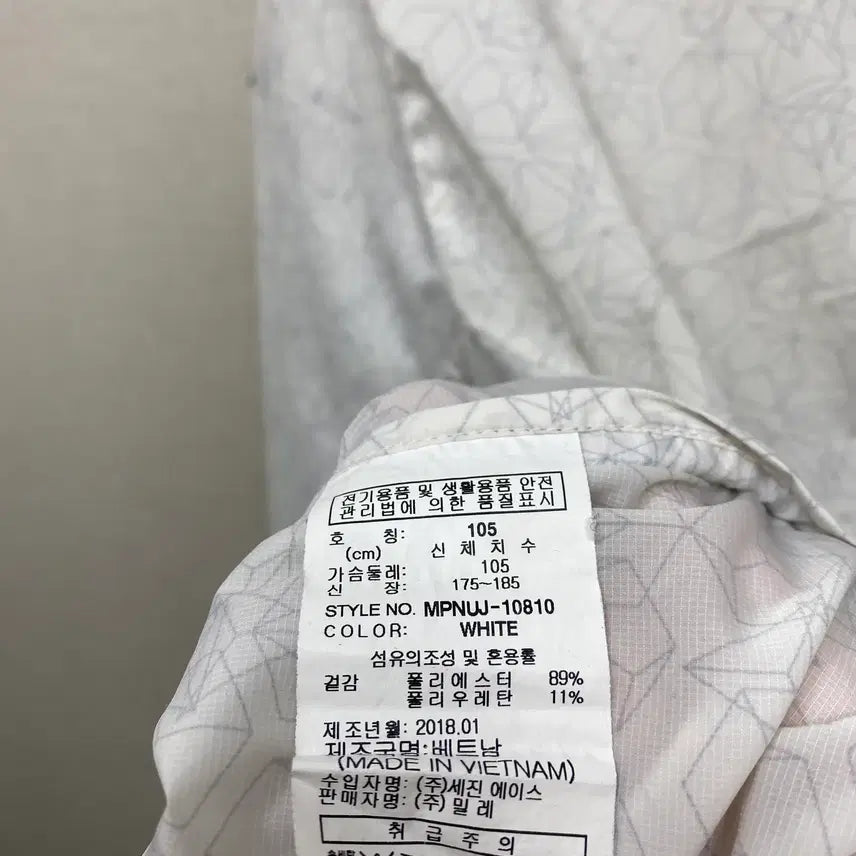 전기용품 및 생활용품 안전
관리법에 의한 품질표시
호 칭: 105
(cm) 신 체 치 수
가슴둘레: 105
신 장: 175~185
STYLE NO. MPNUJ-10810
COLOR: WHITE
섬유의조성 및 혼용률
겉감 폴리에스터 89%
폴리우레탄 11%
제조년월: 2018.01
제조국명:베트남
(MADE IN VIETNAM)
수입자명: (주)세진 에이스
판매자명: (주) 밀레
취 급 주 의